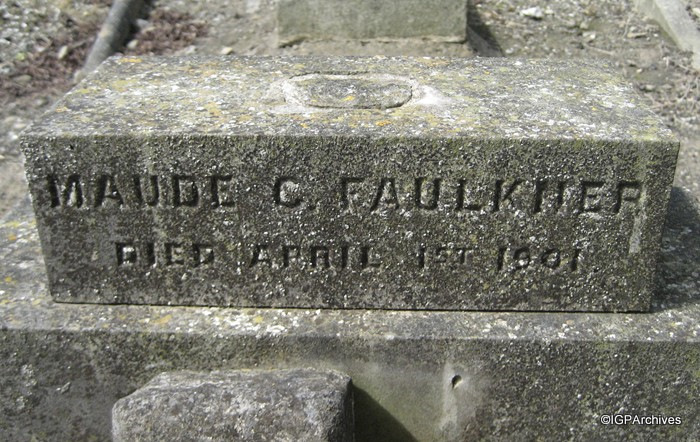 MAUDE C. FAULKNER
DIED APRIL 1ST 1901
©IGPArchives